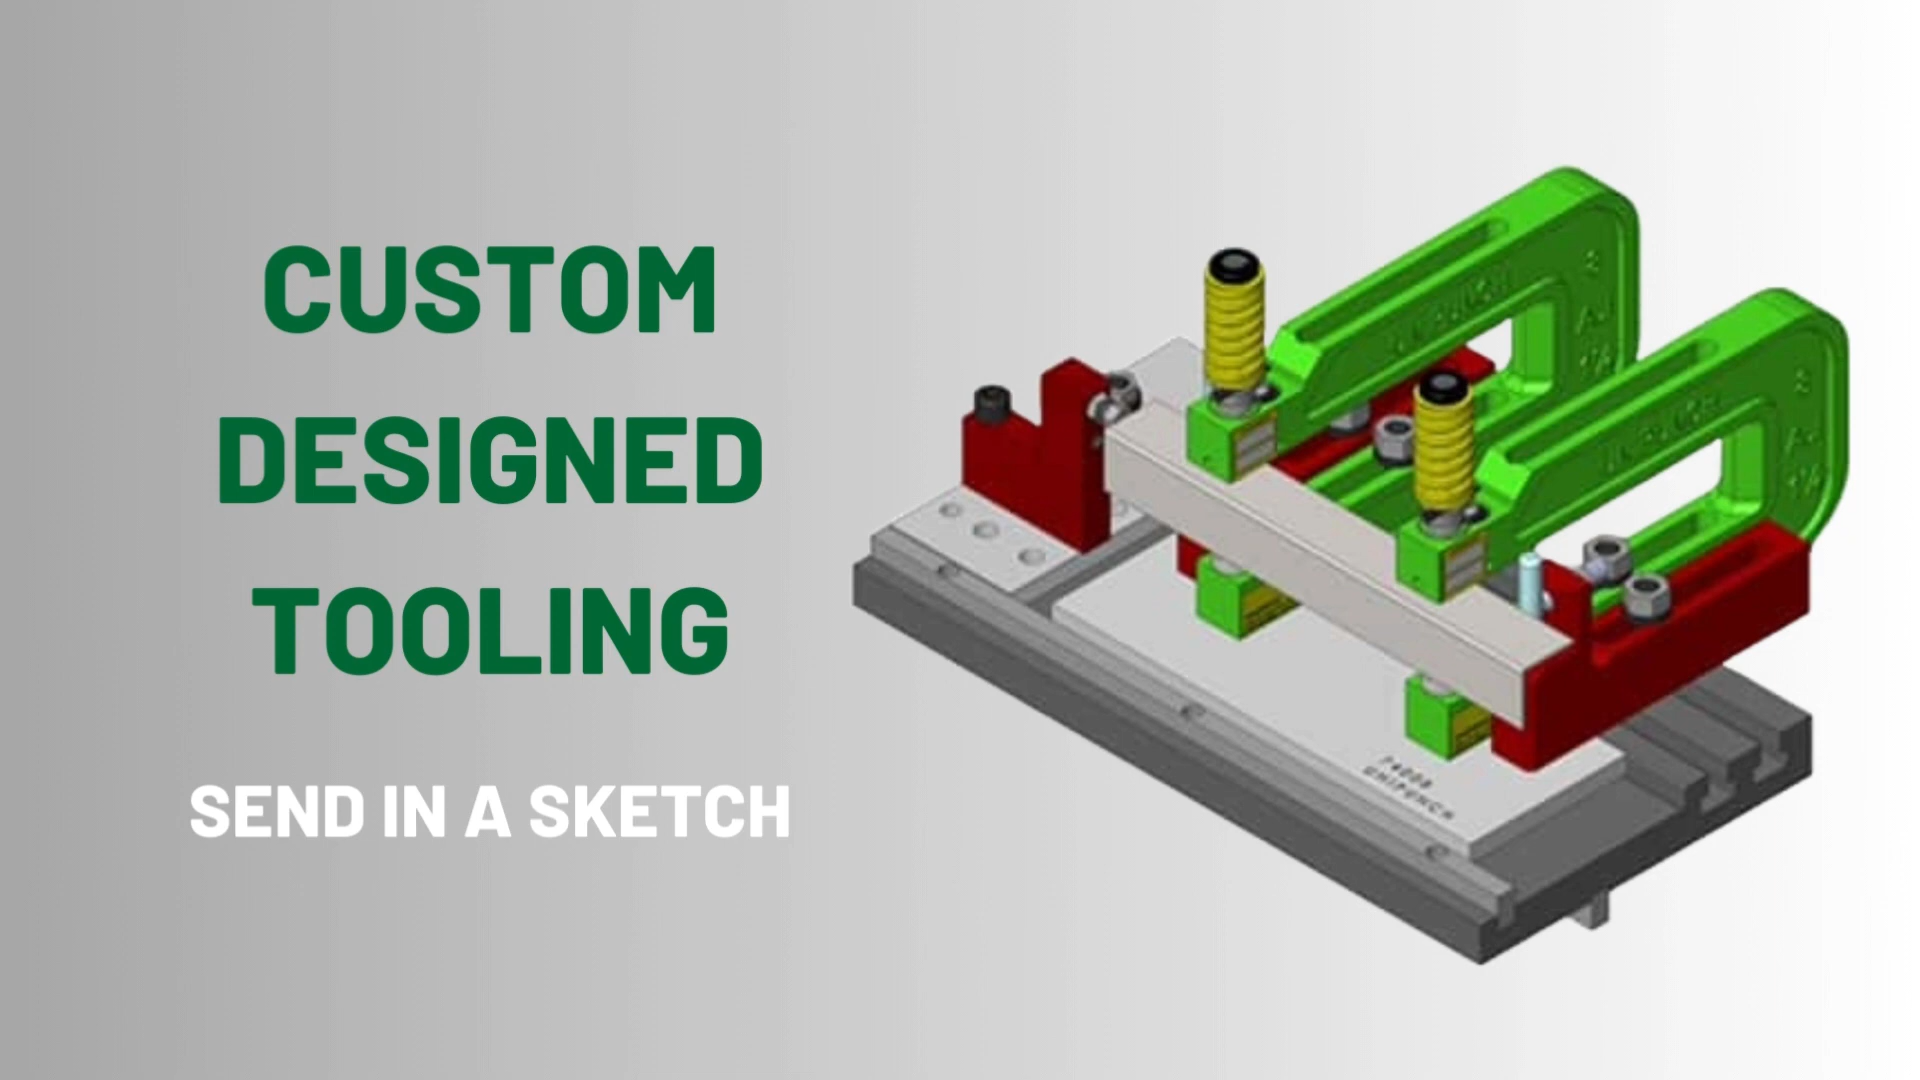 CUSTOM
DESIGNED
TOOLING
SEND IN A SKETCH